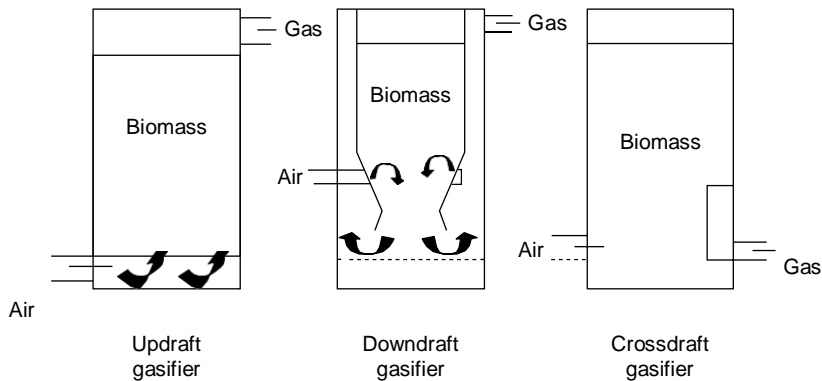 Gas
Biomass
Air
Updraft
gasifier
Gas
Biomass
Air
Downdraft
gasifier
Biomass
Air
Gas
Crossdraft
gasifier